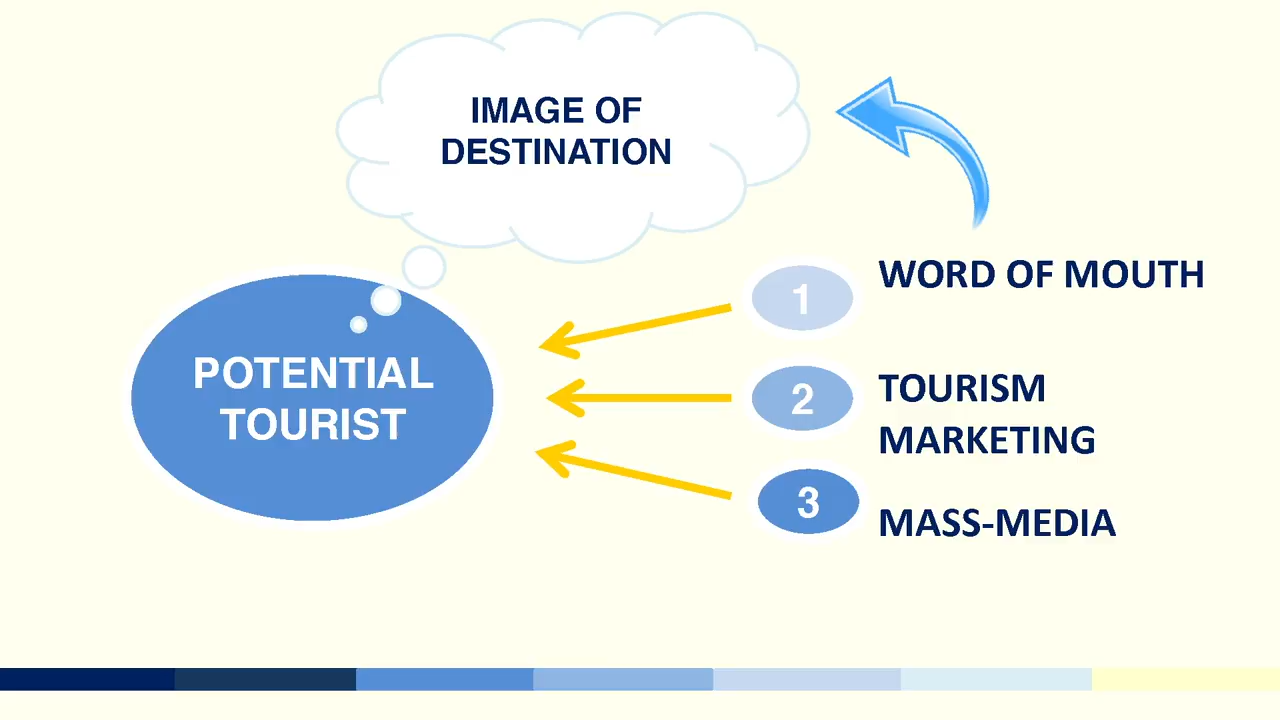 IMAGE OF
DESTINATION
POTENTIAL
TOURIST
1
WORD OF MOUTH
2
TOURISM
MARKETING
3
MASS-MEDIA